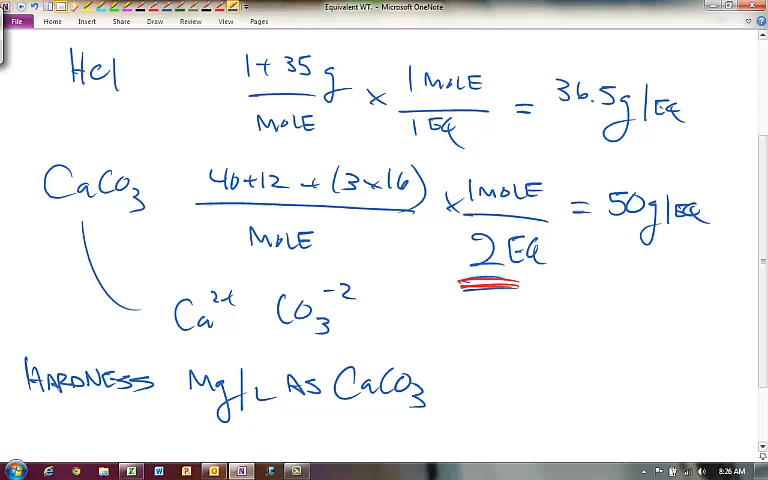 Equivalent WT. - Microsoft OneNote
File Home Insert Share Draw Review View Pages
HCl 1+35 g / MOLE × 1 MOLE / 1 EQ = 36.5 g/EQ
CaCO3 40+12+(3×16) / MOLE × 1 MOLE / 2 EQ = 50 g/EQ
Ca2+ CO3-2
HARDNESS Mg/L AS CaCO3
8:26 AM